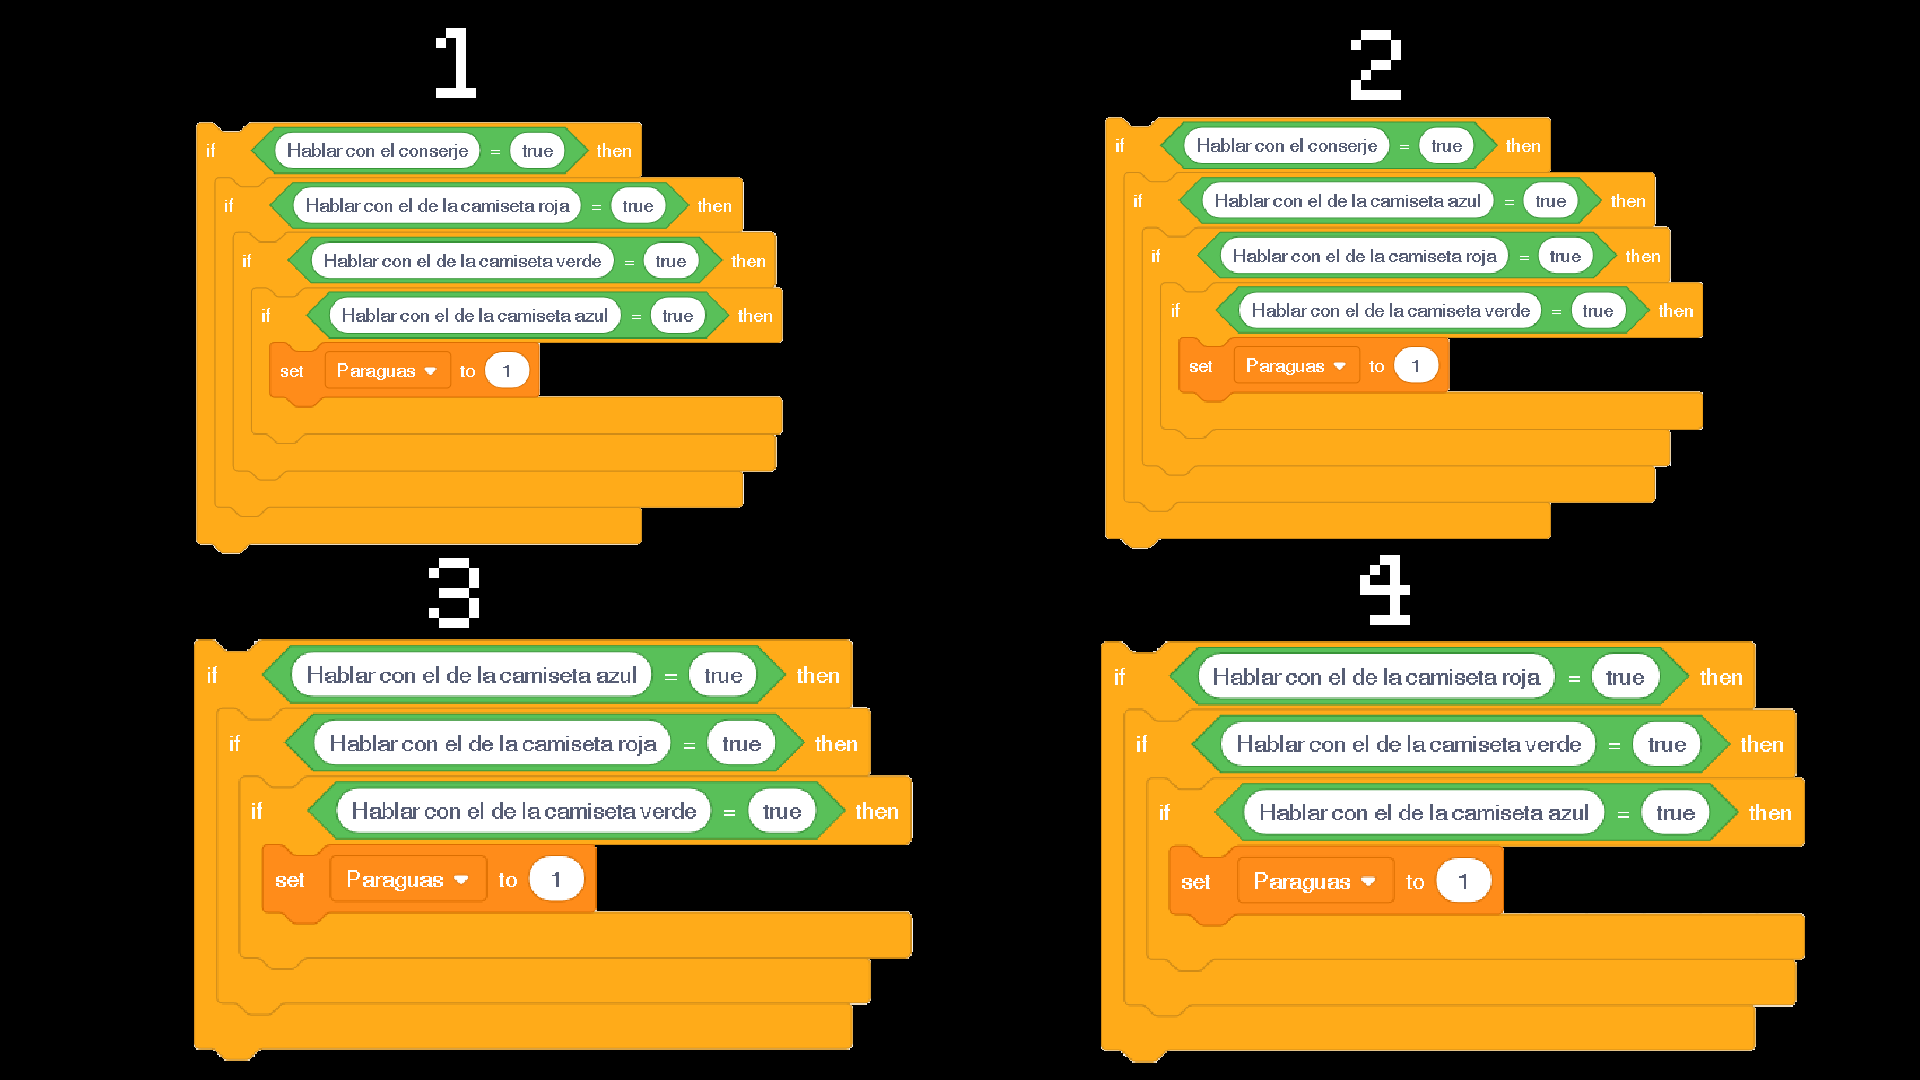 1
if Hablar con el conserje = true then
if Hablar con el de la camiseta roja = true then
if Hablar con el de la camiseta verde = true then
if Hablar con el de la camiseta azul = true then
set Paraguas to 1
2
if Hablar con el conserje = true then
if Hablar con el de la camiseta azul = true then
if Hablar con el de la camiseta roja = true then
if Hablar con el de la camiseta verde = true then
set Paraguas to 1
3
if Hablar con el de la camiseta azul = true then
if Hablar con el de la camiseta roja = true then
if Hablar con el de la camiseta verde = true then
set Paraguas to 1
4
if Hablar con el de la camiseta roja = true then
if Hablar con el de la camiseta verde = true then
if Hablar con el de la camiseta azul = true then
set Paraguas to 1